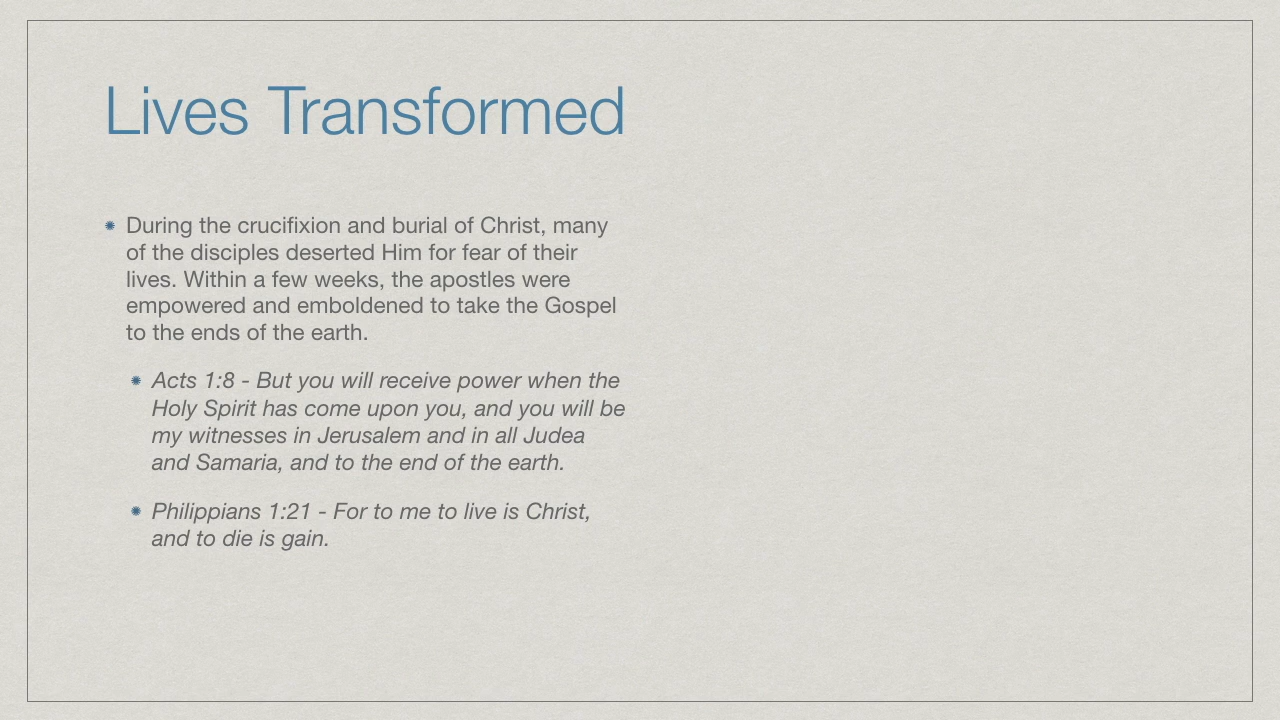 Lives Transformed
During the crucifixion and burial of Christ, many
of the disciples deserted Him for fear of their
lives. Within a few weeks, the apostles were
empowered and emboldened to take the Gospel
to the ends of the earth.
Acts 1:8 - But you will receive power when the
Holy Spirit has come upon you, and you will be
my witnesses in Jerusalem and in all Judea
and Samaria, and to the end of the earth.
Philippians 1:21 - For to me to live is Christ,
and to die is gain.